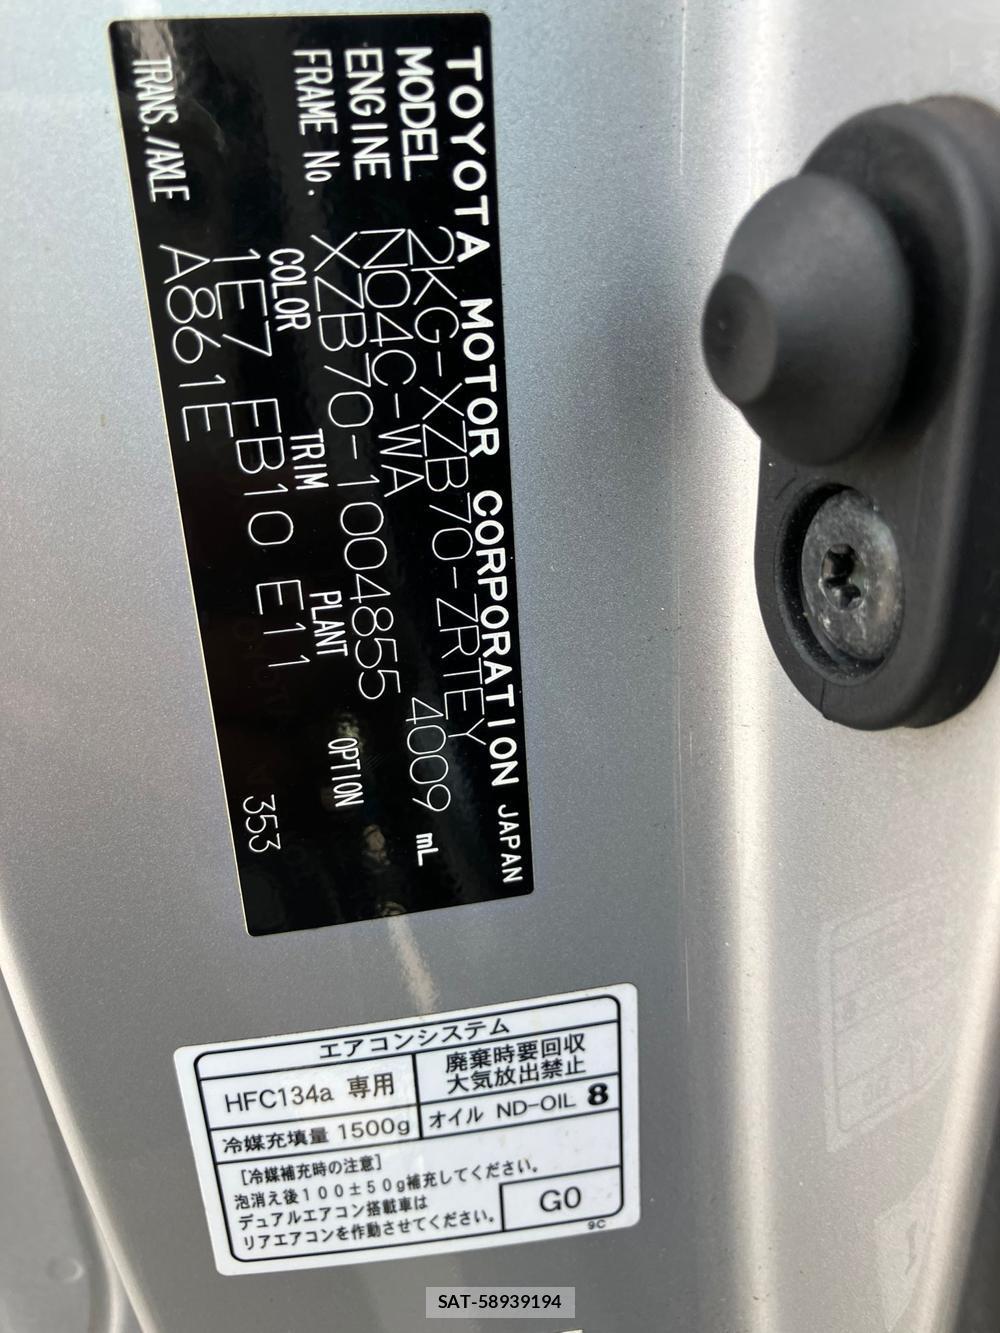 TOYOTA MOTOR CORPORATION JAPAN
MODEL 2KG-XZB70-ZRTEY
ENGINE N04C-WA 4009 mL
FRAME No. XZB70-1004855
COLOR TRIM PLANT OPTION
1E7 EB10 E11
TRANS./AXLE A861E 353
エアコンシステム
HFC134a 専用
廃棄時要回収
大気放出禁止
冷媒充填量 1500g
オイル ND-OIL 8
[冷媒補充時の注意]
泡消え後100±50g補充してください。
デュアルエアコン搭載車は
リアエアコンを作動させてください。
G0
9C
SAT-58939194